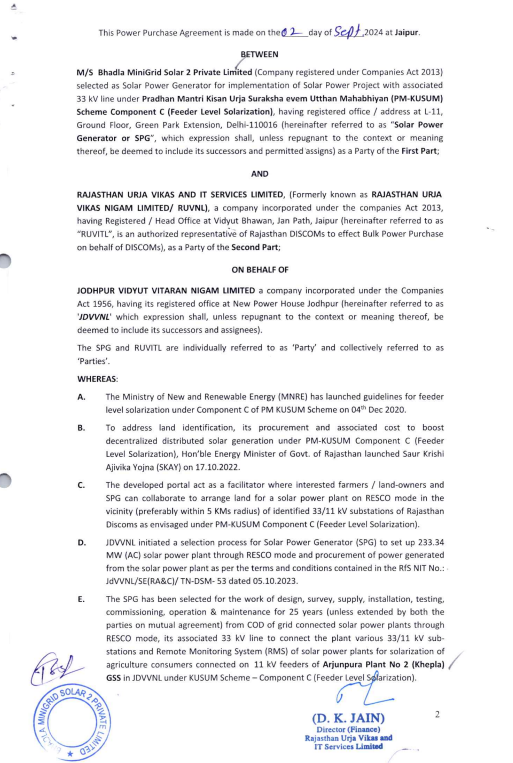 This Power Purchase Agreement is made on the 02 day of Sept, 2024 at Jaipur.
BETWEEN
M/S Bhadla MiniGrid Solar 2 Private Limited (Company registered under Companies Act 2013)
selected as Solar Power Generator for implementation of Solar Power Project with associated
33 kV line under Pradhan Mantri Kisan Urja Suraksha evem Utthan Mahabhiyan (PM-KUSUM)
Scheme Component C (Feeder Level Solarization), having registered office / address at L-11,
Ground Floor, Green Park Extension, Delhi-110016 (hereinafter referred to as “Solar Power
Generator or SPG”, which expression shall, unless repugnant to the context or meaning
thereof, be deemed to include its successors and permitted assigns) as a Party of the First Part;
AND
RAJASTHAN URJA VIKAS AND IT SERVICES LIMITED, (Formerly known as RAJASTHAN URJA
VIKAS NIGAM LIMITED/ RUVNL), a company incorporated under the companies Act 2013,
having Registered / Head Office at Vidyut Bhawan, Jan Path, Jaipur (hereinafter referred to as
“RUVITL”, is an authorized representative of Rajasthan DISCOMs to effect Bulk Power Purchase
on behalf of DISCOMs), as a Party of the Second Part;
ON BEHALF OF
JODHPUR VIDYUT VITARAN NIGAM LIMITED a company incorporated under the Companies
Act 1956, having its registered office at New Power House Jodhpur (hereinafter referred to as
'JDVVNL' which expression shall, unless repugnant to the context or meaning thereof, be
deemed to include its successors and assignees).
The SPG and RUVITL are individually referred to as ‘Party’ and collectively referred to as
‘Parties’.
WHEREAS:
A. The Ministry of New and Renewable Energy (MNRE) has launched guidelines for feeder
level solarization under Component C of PM KUSUM Scheme on 04th Dec 2020.
B. To address land identification, its procurement and associated cost to boost
decentralized distributed solar generation under PM-KUSUM Component C (Feeder
Level Solarization), Hon’ble Energy Minister of Govt. of Rajasthan launched Saur Krishi
Ajivika Yojna (SKAY) on 17.10.2022.
C. The developed portal act as a facilitator where interested farmers / land-owners and
SPG can collaborate to arrange land for a solar power plant on RESCO mode in the
vicinity (preferably within 5 KMs radius) of identified 33/11 kV substations of Rajasthan
Discoms as envisaged under PM-KUSUM Component C (Feeder Level Solarization).
D. JDVVNL initiated a selection process for Solar Power Generator (SPG) to set up 233.34
MW (AC) solar power plant through RESCO mode and procurement of power generated
from the solar power plant as per the terms and conditions contained in the RfS NIT No.:
JdVVNL/SE(RA&C)/ TN-DSM- 53 dated 05.10.2023.
E. The SPG has been selected for the work of design, survey, supply, installation, testing,
commissioning, operation & maintenance for 25 years (unless extended by both the
parties on mutual agreement) from COD of grid connected solar power plants through
RESCO mode, its associated 33 kV line to connect the plant various 33/11 kV sub-
stations and Remote Monitoring System (RMS) of solar power plants for solarization of
agriculture consumers connected on 11 kV feeders of Arjunpura Plant No 2 (Khepla)
GSS in JDVVNL under KUSUM Scheme – Component C (Feeder Level Solarization).
BHADLA MINIGRID SOLAR 2 PRIVATE LIMITED
(D. K. JAIN)
Director (Finance)
Rajasthan Urja Vikas and
IT Services Limited
2